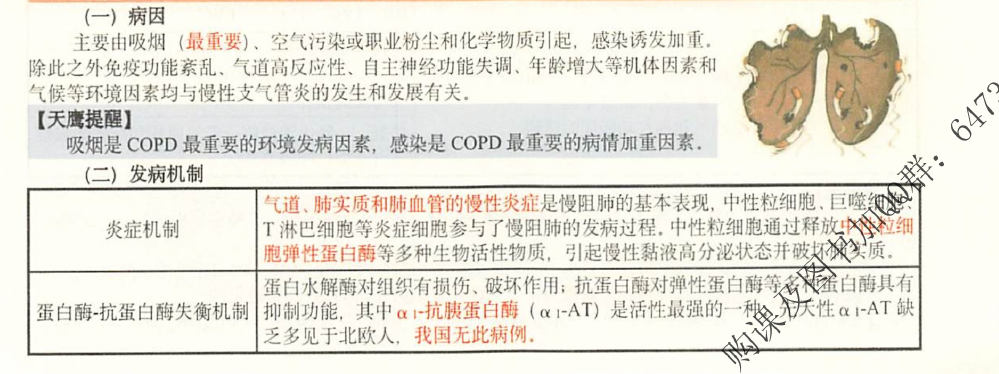 （一）病因
主要由吸烟（最重要）、空气污染或职业粉尘和化学物质引起，感染诱发加重。
除此之外免疫功能紊乱、气道高反应性、自主神经功能失调、年龄增大等机体因素和
气候等环境因素均与慢性支气管炎的发生和发展有关。
【天鹰提醒】
吸烟是 COPD 最重要的环境发病因素，感染是 COPD 最重要的病情加重因素。
（二）发病机制
炎症机制
气道、肺实质和肺血管的慢性炎症是慢阻肺的基本表现，中性粒细胞、巨噬细
T 淋巴细胞等炎症细胞参与了慢阻肺的发病过程。中性粒细胞通过释放中性粒细
胞弹性蛋白酶等多种生物活性物质，引起慢性黏液高分泌状态并破坏肺实质。
蛋白酶-抗蛋白酶失衡机制
蛋白水解酶对组织有损伤、破坏作用；抗蛋白酶对弹性蛋白酶等多种蛋白酶具有
抑制功能，其中 α₁-抗胰蛋白酶（α₁-AT）是活性最强的一种。先天性 α₁-AT 缺
乏多见于北欧人，我国无此病例。
购课及图书加QQ群：6473